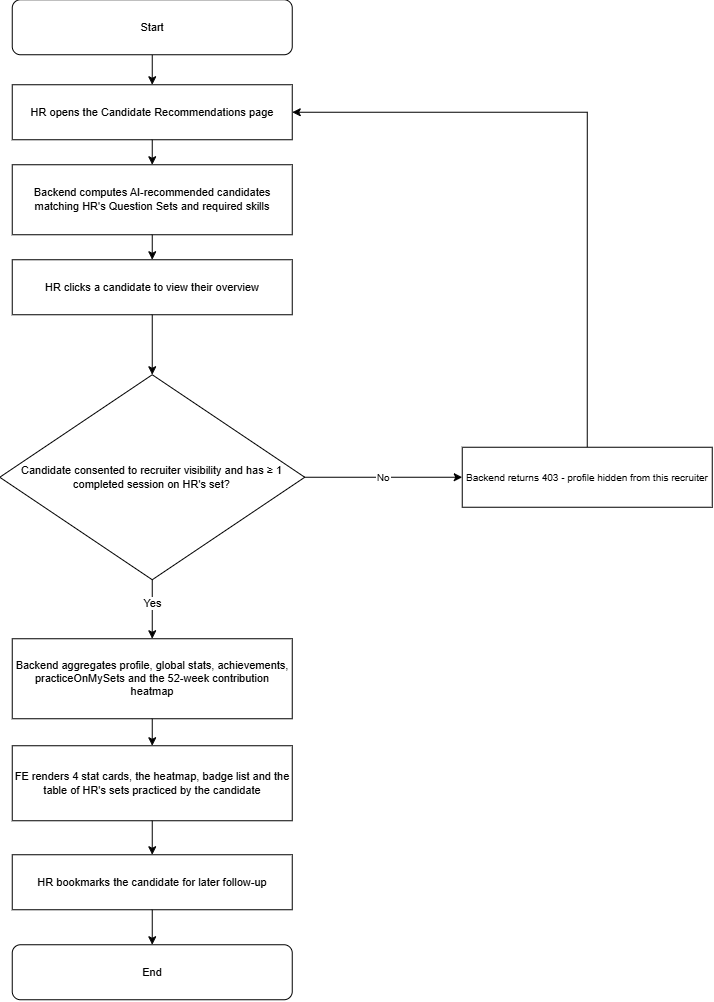 Start
HR opens the Candidate Recommendations page
Backend computes AI-recommended candidates
matching HR's Question Sets and required skills
HR clicks a candidate to view their overview
Candidate consented to recruiter visibility and has ≥ 1
completed session on HR's set?
No
Backend returns 403 - profile hidden from this recruiter
Yes
Backend aggregates profile, global stats, achievements,
practiceOnMySets and the 52-week contribution
heatmap
FE renders 4 stat cards, the heatmap, badge list and the
table of HR's sets practiced by the candidate
HR bookmarks the candidate for later follow-up
End